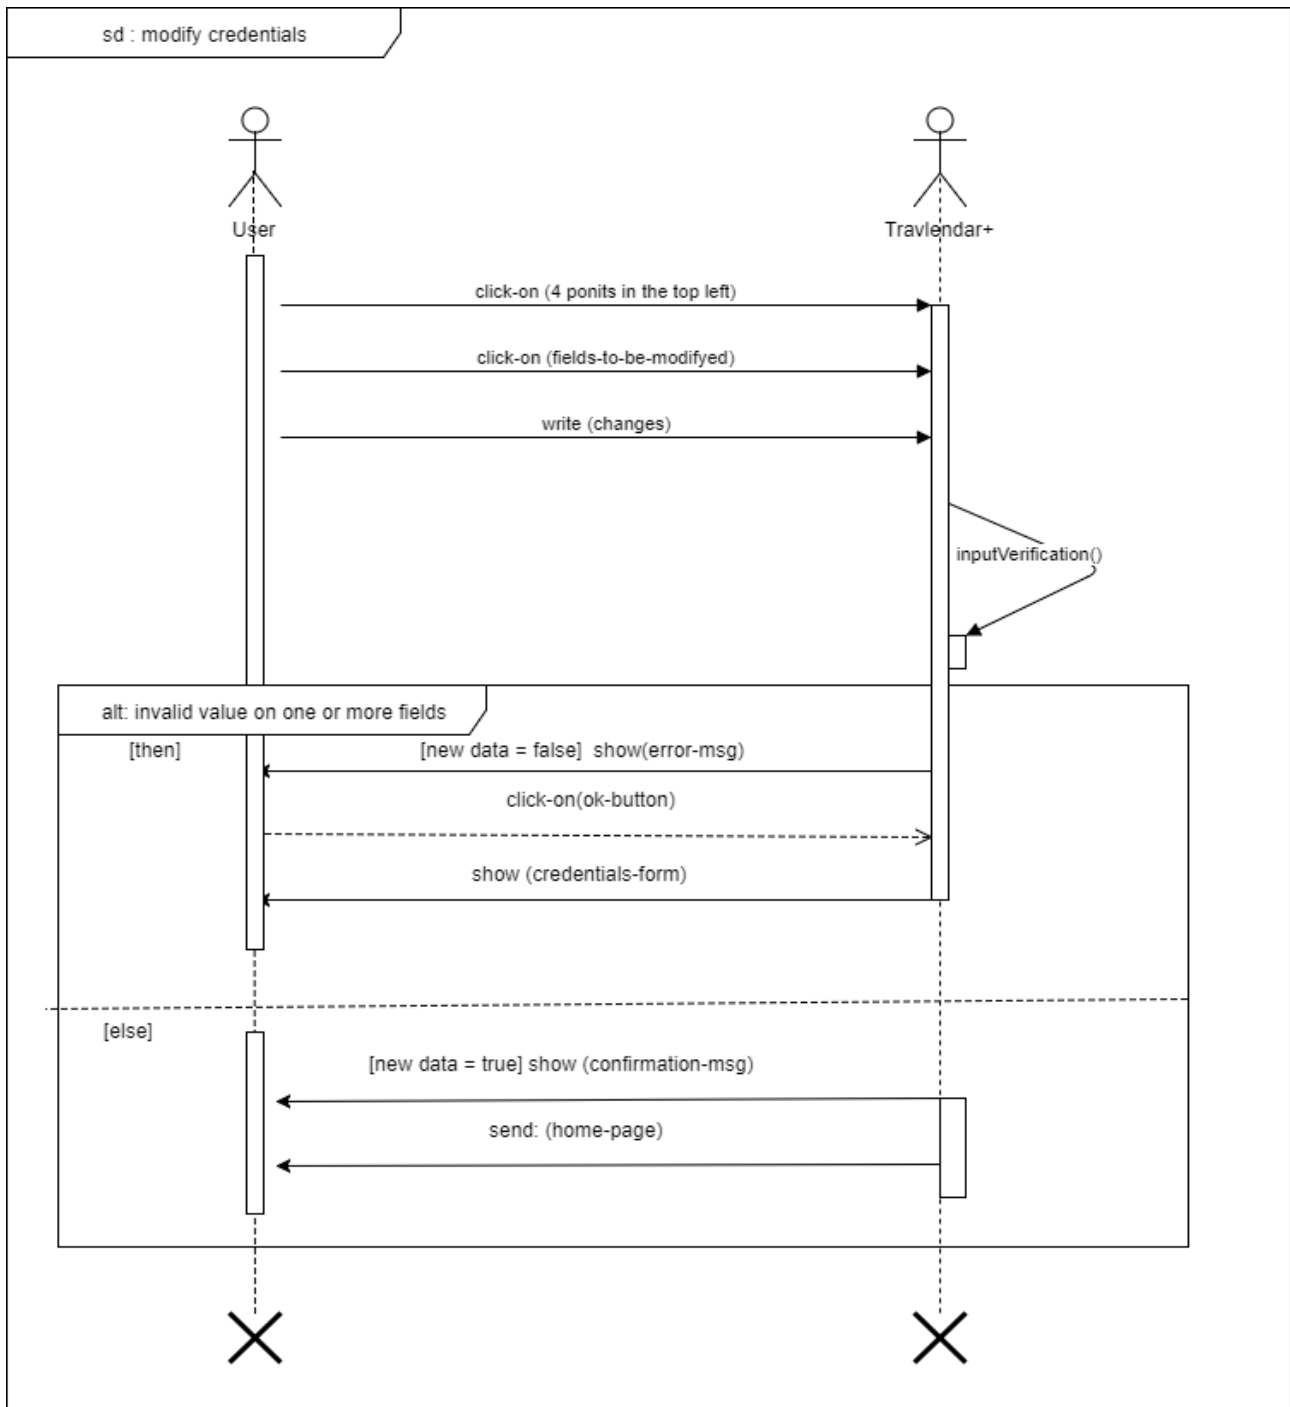 sd : modify credentials
User
Travlendar+
click-on (4 ponits in the top left)
click-on (fields-to-be-modifyed)
write (changes)
inputVerification()
alt: invalid value on one or more fields
[then]
[new data = false] show(error-msg)
click-on(ok-button)
show (credentials-form)
[else]
[new data = true] show (confirmation-msg)
send: (home-page)